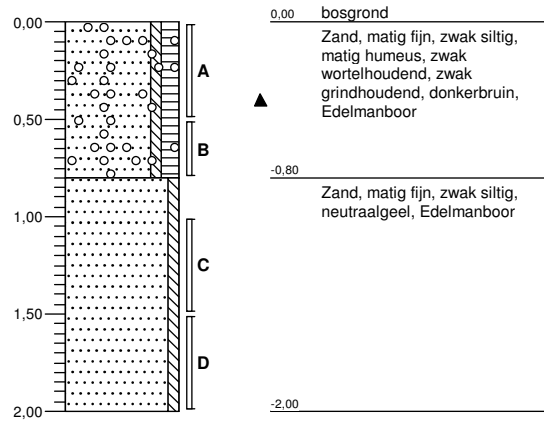 0,00
0,50
1,00
1,50
2,00
A
B
C
D
0,00 bosgrond
Zand, matig fijn, zwak siltig,
matig humeus, zwak
wortelhoudend, zwak
grindhoudend, donkerbruin,
Edelmanboor
-0,80
Zand, matig fijn, zwak siltig,
neutraalgeel, Edelmanboor
-2,00